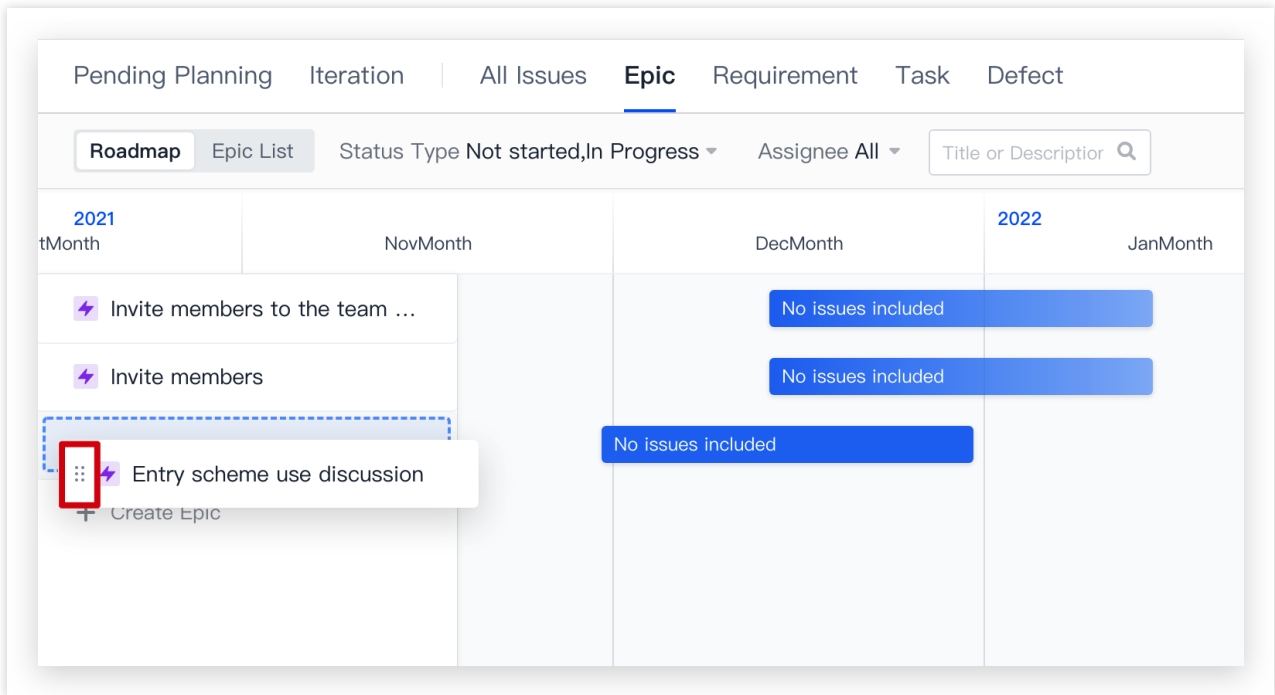 Pending Planning Iteration All Issues Epic Requirement Task Defect
Roadmap Epic List Status Type Not started,In Progress Assignee All Title or Descriptior
2021 2022
tMonth NovMonth DecMonth JanMonth
Invite members to the team ... No issues included
Invite members No issues included
No issues included
Entry scheme use discussion
Create Epic